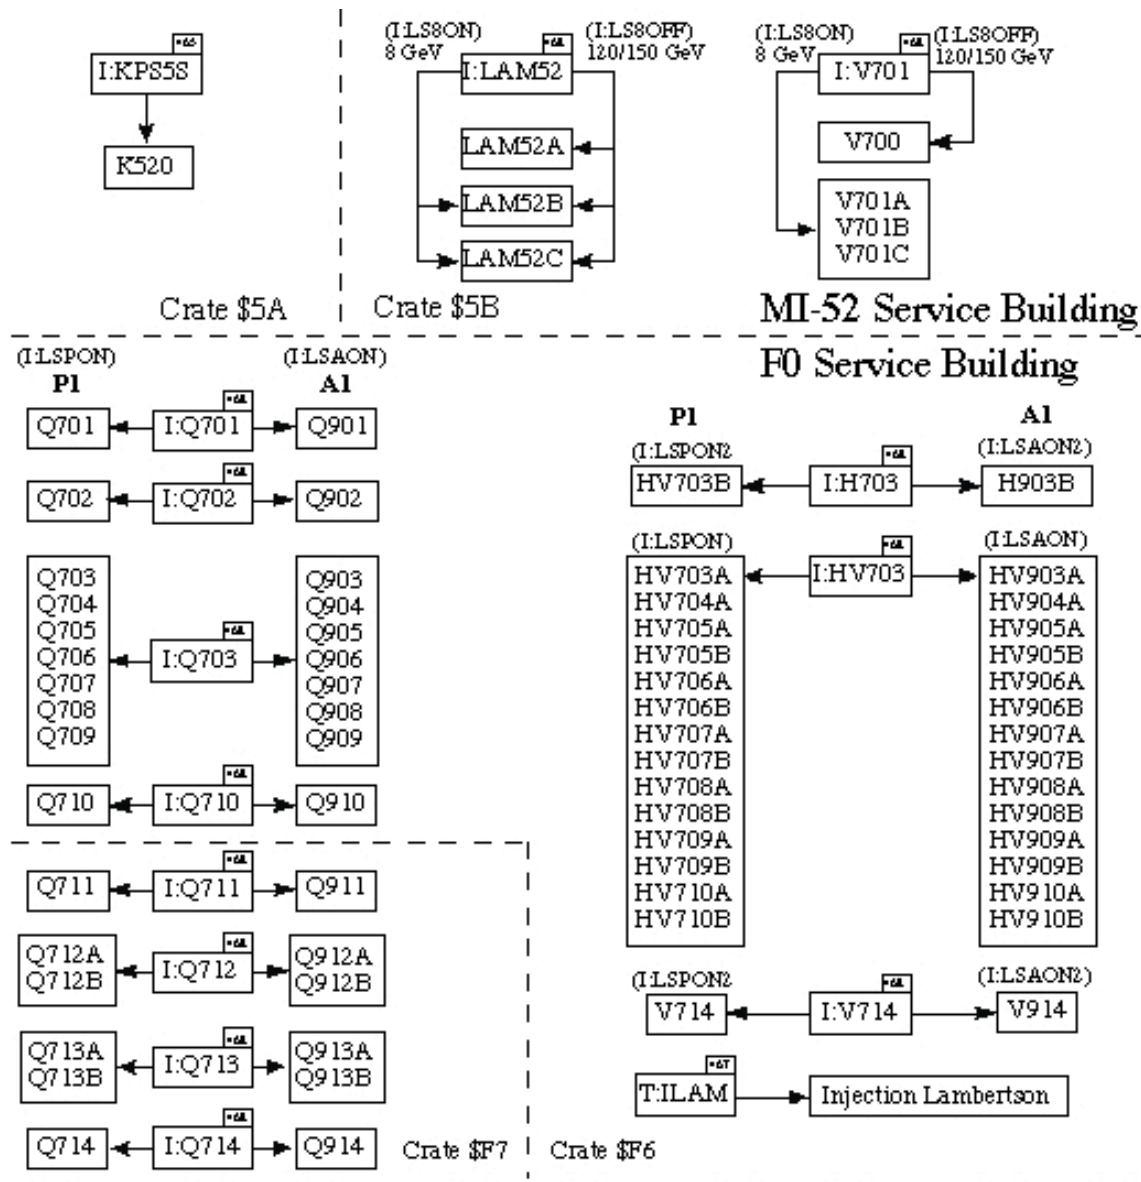 I:KPS5S
K520
Crate $5A
(I:LS8ON)
8 GeV
(I:LS8OFF)
120/150 GeV
I:LAM52
LAM52A
LAM52B
LAM52C
Crate $5B
(I:LS8ON)
8 GeV
(I:LS8OFF)
120/150 GeV
I:V701
V700
V701A
V701B
V701C
MI-52 Service Building
F0 Service Building
(I:LSPON)
P1
(I:LSAON)
A1
Q701
I:Q701
Q901
Q702
I:Q702
Q902
Q703
Q704
Q705
Q706
Q707
Q708
Q709
I:Q703
Q903
Q904
Q905
Q906
Q907
Q908
Q909
Q710
I:Q710
Q910
Q711
I:Q711
Q911
Q712A
Q712B
I:Q712
Q912A
Q912B
Q713A
Q713B
I:Q713
Q913A
Q913B
Q714
I:Q714
Q914
Crate $F7
P1
A1
(I:LSPON2
HV703B
I:H703
(I:LSAON2)
H903B
(I:LSPON)
HV703A
HV704A
HV705A
HV705B
HV706A
HV706B
HV707A
HV707B
HV708A
HV708B
HV709A
HV709B
HV710A
HV710B
I:HV703
(I:LSAON)
HV903A
HV904A
HV905A
HV905B
HV906A
HV906B
HV907A
HV907B
HV908A
HV908B
HV909A
HV909B
HV910A
HV910B
(I:LSPON2
V714
I:V714
(I:LSAON2)
V914
T:ILAM
Injection Lambertson
Crate $F6